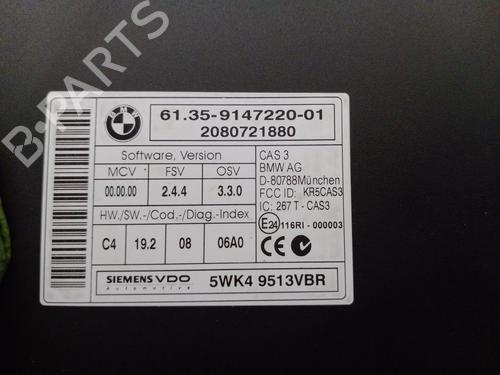 B-PARTS
BMW
61.35-9147220-01
2080721880
Software, Version
MCV FSV OSV
00.00.00 2.4.4 3.3.0
HW./SW.-/Cod.-/Diag.-Index
C4 19.2 08 06A0
CAS 3
BMW AG
D-80788München
FCC ID: KR5CAS3
IC: 267 T - CAS3
E24 116RI - 000003
CE
SIEMENS VDO
Automotive
5WK4 9513VBR